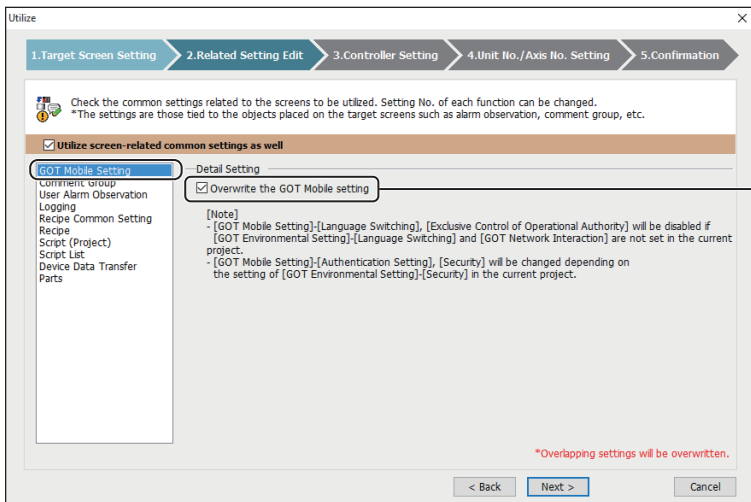 Utilize
1.Target Screen Setting
2.Related Setting Edit
3.Controller Setting
4.Unit No./Axis No. Setting
5.Confirmation
Check the common settings related to the screens to be utilized. Setting No. of each function can be changed.
*The settings are those tied to the objects placed on the target screens such as alarm observation, comment group, etc.
Utilize screen-related common settings as well
GOT Mobile Setting
Comment Group
User Alarm Observation
Logging
Recipe Common Setting
Recipe
Script (Project)
Script List
Device Data Transfer
Parts
Detail Setting
Overwrite the GOT Mobile setting
[Note]
- [GOT Mobile Setting]-[Language Switching], [Exclusive Control of Operational Authority] will be disabled if
[GOT Environmental Setting]-[Language Switching] and [GOT Network Interaction] are not set in the current
project.
- [GOT Mobile Setting]-[Authentication Setting], [Security] will be changed depending on
the setting of [GOT Environmental Setting]-[Security] in the current project.
*Overlapping settings will be overwritten.
< Back
Next >
Cancel